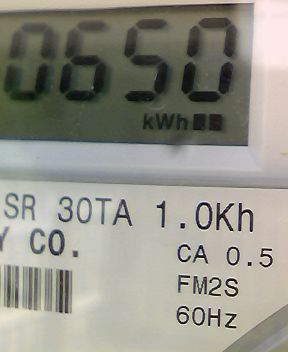 0650
kWh
SR 30TA 1.0Kh
Y CO.
CA 0.5
FM2S
60Hz